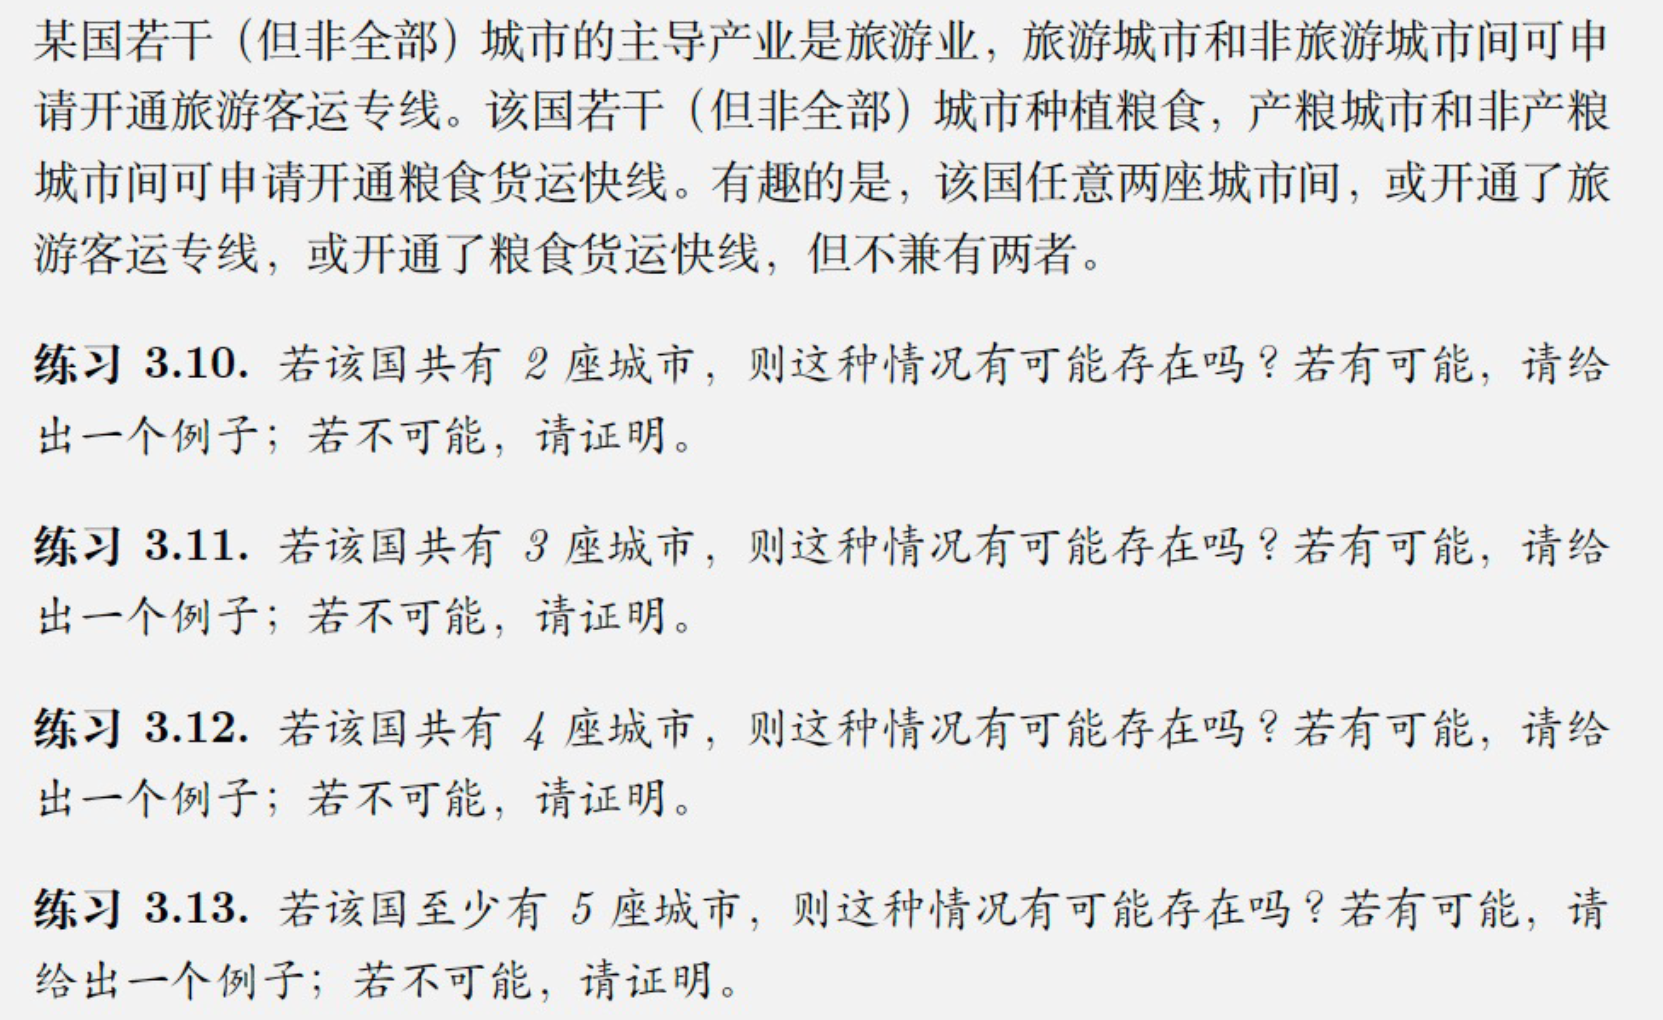 某国若干（但非全部）城市的主导产业是旅游业，旅游城市和非旅游城市间可申
请开通旅游客运专线。该国若干（但非全部）城市种植粮食，产粮城市和非产粮
城市间可申请开通粮食货运快线。有趣的是，该国任意两座城市间，或开通了旅
游客运专线，或开通了粮食货运快线，但不兼有两者。
练习 3.10. 若该国共有 2 座城市，则这种情况有可能存在吗？若有可能，请给
出一个例子；若不可能，请证明。
练习 3.11. 若该国共有 3 座城市，则这种情况有可能存在吗？若有可能，请给
出一个例子；若不可能，请证明。
练习 3.12. 若该国共有 4 座城市，则这种情况有可能存在吗？若有可能，请给
出一个例子；若不可能，请证明。
练习 3.13. 若该国至少有 5 座城市，则这种情况有可能存在吗？若有可能，请
给出一个例子；若不可能，请证明。